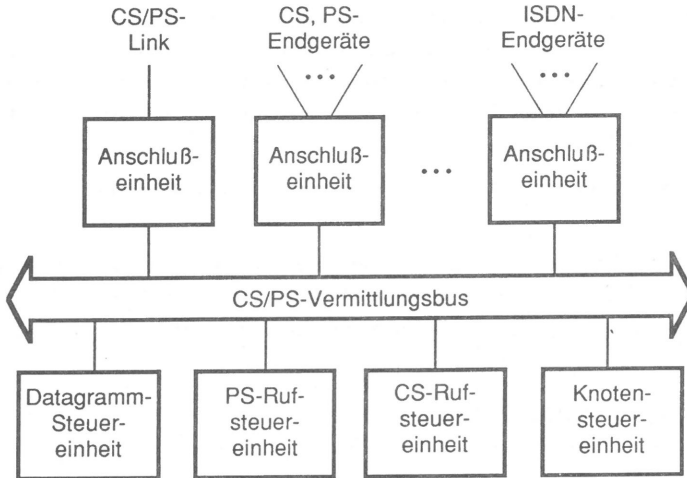 CS/PS-
Link
CS, PS-
Endgeräte
ISDN-
Endgeräte
...
...
Anschluß-
einheit
Anschluß-
einheit
...
Anschluß-
einheit
CS/PS-Vermittlungsbus
Datagramm-
Steuer-
einheit
PS-Ruf-
steuer-
einheit
CS-Ruf-
steuer-
einheit
Knoten-
steuer-
einheit